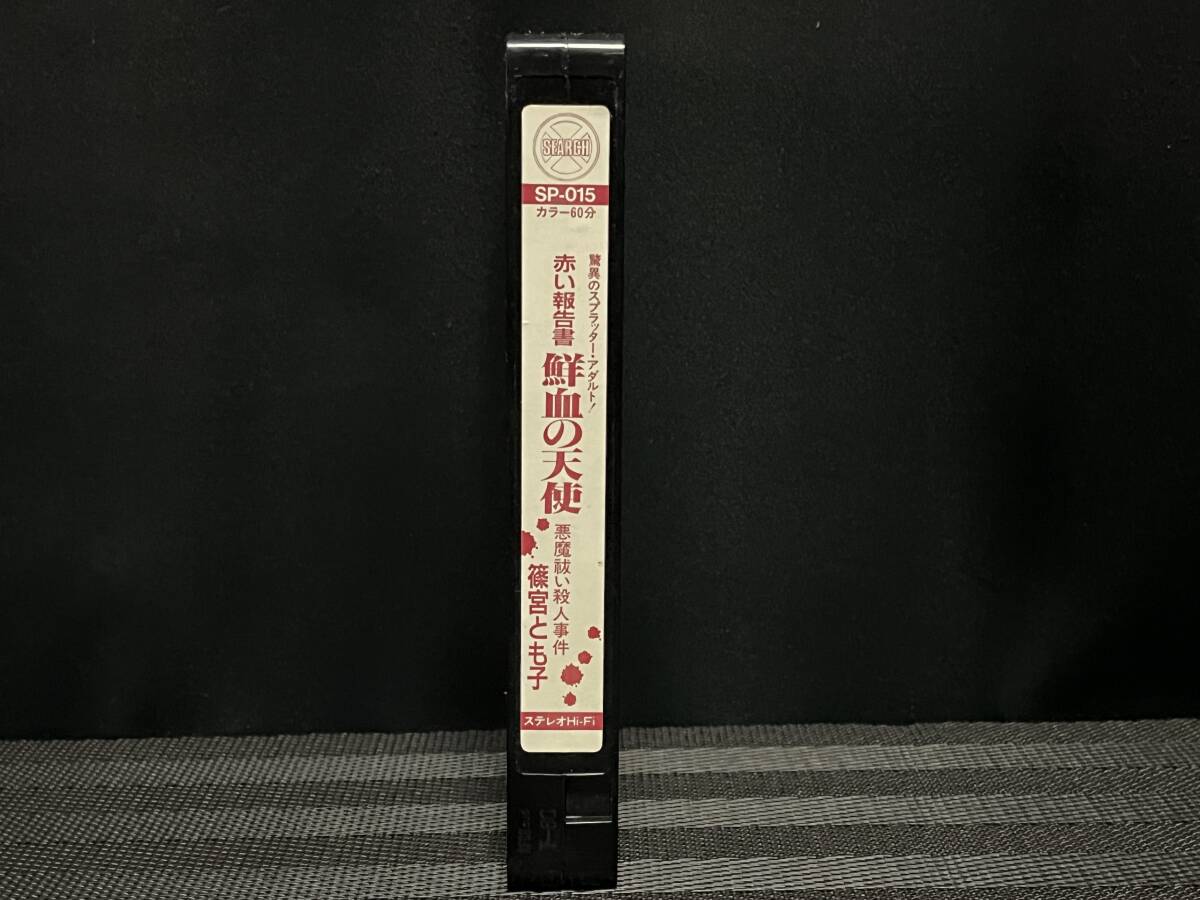 SEARCH
SP-015
カラー60分
驚異のスプラッター・アダルト!
赤い報告書
鮮血の天使
悪魔祓い殺人事件
篠宮とも子
ステレオHi-Fi